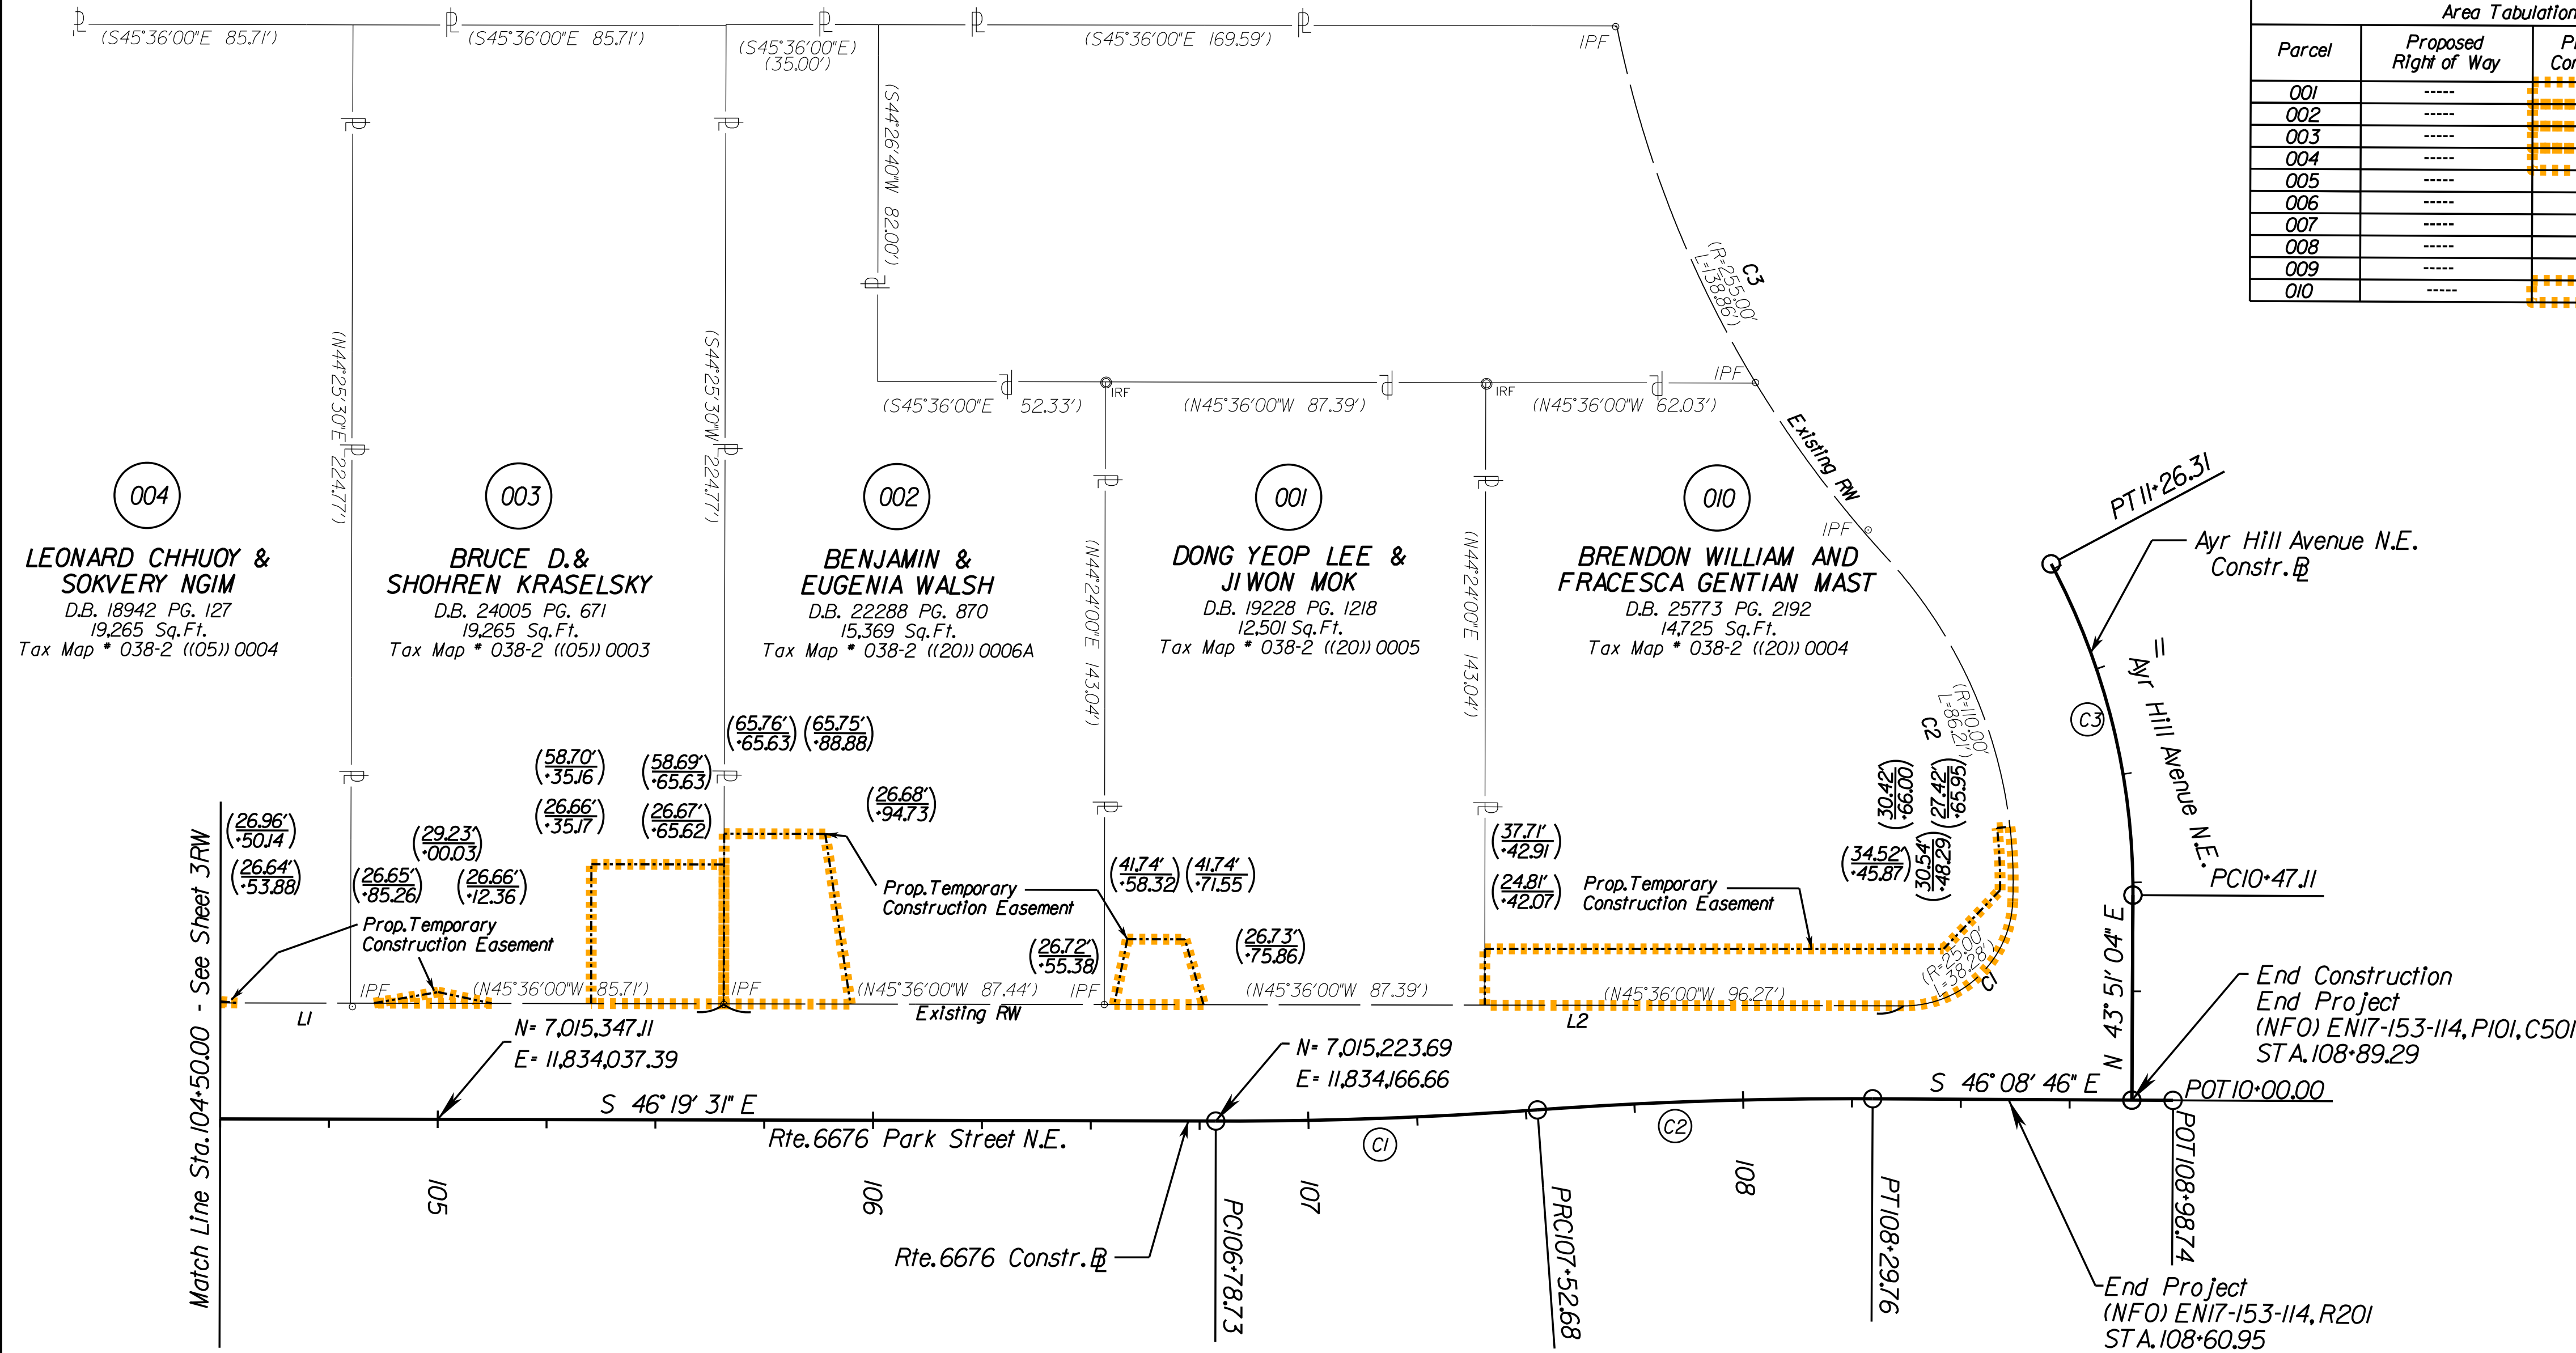 (S45°36'00"E 85.71')
(S45°36'00"E 85.71')
(S45°36'00"E)
(35.00')
(S45°36'00"E 169.59')
IPF
Area Tabulation
Parcel
Proposed
Right of Way
001 -----
002 -----
003 -----
004 -----
005 -----
006 -----
007 -----
008 -----
009 -----
010 -----
(S44°26'40"W 82.00')
(N44°25'30"E 224.77')
(S44°25'30"W 224.77')
C3
(R=255.00'
L=138.86')
(S45°36'00"E 52.33')
IRF
(N45°36'00"W 87.39')
IRF
(N45°36'00"W 62.03')
IPF
Existing RW
IPF
004
LEONARD CHHUOY &
SOKVERY NGIM
D.B. 18942 PG. 127
19,265 Sq.Ft.
Tax Map # 038-2 ((05)) 0004
003
BRUCE D.&
SHOHREN KRASELSKY
D.B. 24005 PG. 671
19,265 Sq.Ft.
Tax Map # 038-2 ((05)) 0003
002
BENJAMIN &
EUGENIA WALSH
D.B. 22288 PG. 870
15,369 Sq.Ft.
Tax Map # 038-2 ((20)) 0006A
(N44°24'00"E 143.04')
001
DONG YEOP LEE &
JI WON MOK
D.B. 19228 PG. 1218
12,501 Sq.Ft.
Tax Map # 038-2 ((20)) 0005
(N44°24'00"E 143.04')
010
BRENDON WILLIAM AND
FRACESCA GENTIAN MAST
D.B. 25773 PG. 2192
14,725 Sq.Ft.
Tax Map # 038-2 ((20)) 0004
PT 11+26.31
Ayr Hill Avenue N.E.
Constr. BL
Ayr Hill Avenue N.E.
C3
(R=110.00'
L=86.21')
C2
(26.96'
+50.14)
(26.64'
+53.88)
(26.65'
+85.26)
(29.23'
+00.03)
(26.66'
+12.36)
(58.70'
+35.16)
(26.66'
+35.17)
(58.69'
+65.63)
(26.67'
+65.62)
(65.76'
+65.63)
(65.75'
+88.88)
(26.68'
+94.73)
(26.72'
+55.38)
(41.74'
+58.32)
(41.74'
+71.55)
(26.73'
+75.86)
(37.71'
+42.91)
(24.81'
+42.07)
(34.52'
+45.87)
(30.42'
+66.00)
(27.42'
+65.95)
(30.54'
+48.29)
Prop. Temporary
Construction Easement
Prop. Temporary
Construction Easement
Prop. Temporary
Construction Easement
(R=25.00'
L=38.28')
C1
L1
IPF
(N45°36'00"W 85.71')
IPF
(N45°36'00"W 87.44')
Existing RW
IPF
(N45°36'00"W 87.39')
(N45°36'00"W 96.27')
L2
PC 10+47.11
N 43° 51' 04" E
End Construction
End Project
(NFO) EN17-153-114, P101, C501
STA. 108+89.29
POT 10+00.00
N= 7,015,347.11
E= 11,834,037.39
N= 7,015,223.69
E= 11,834,166.66
S 46° 19' 31" E
Rte. 6676 Park Street N.E.
C1
C2
S 46° 08' 46" E
Match Line Sta. 104+50.00 - See Sheet 3RW
105
106
107
108
Rte. 6676 Constr. BL
PC 106+78.73
PRC 107+52.68
PT 108+29.76
POT 108+98.74
End Project
(NFO) EN17-153-114, R201
STA. 108+60.95